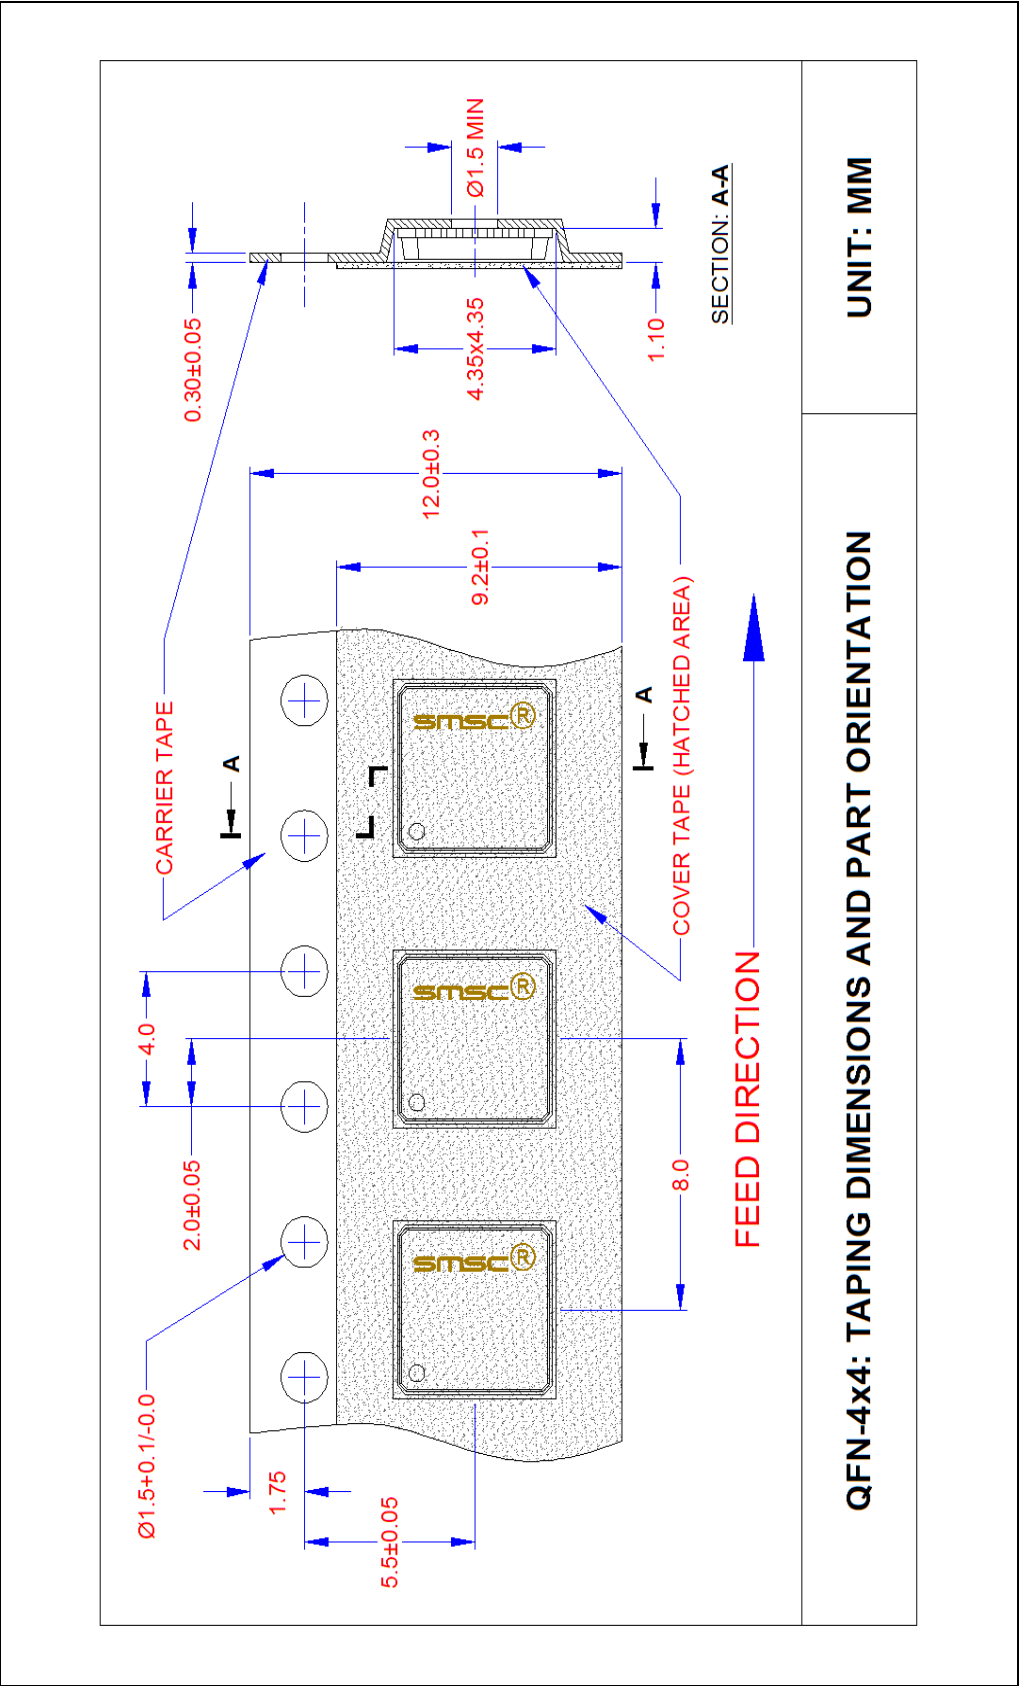 Ø1.5+0.1/-0.0
2.0±0.05
4.0
CARRIER TAPE
0.30±0.05
1.75
5.5±0.05
A
12.0±0.3
9.2±0.1
4.35x4.35
Ø1.5 MIN
smsc®
smsc®
smsc®
A
1.10
8.0
COVER TAPE (HATCHED AREA)
SECTION: A-A
FEED DIRECTION
QFN-4x4: TAPING DIMENSIONS AND PART ORIENTATION
UNIT: MM